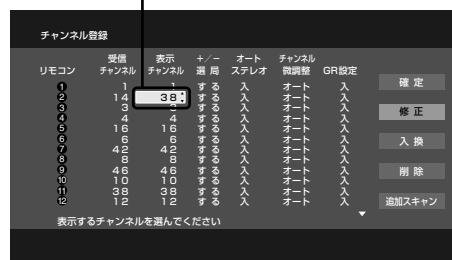 チャンネル登録
リモコン 受信チャンネル 表示チャンネル +/−選局 オートステレオ チャンネル微調整 GR設定
1 1 1 する 入 オート 入
2 14 38 する 入 オート 入
3 3 3 する 入 オート 入
4 4 4 する 入 オート 入
5 16 16 する 入 オート 入
6 6 6 する 入 オート 入
7 42 42 する 入 オート 入
8 8 8 する 入 オート 入
9 46 46 する 入 オート 入
10 10 10 する 入 オート 入
11 38 38 する 入 オート 入
12 12 12 する 入 オート 入
表示するチャンネルを選んでください
確定
修正
入換
削除
追加スキャン